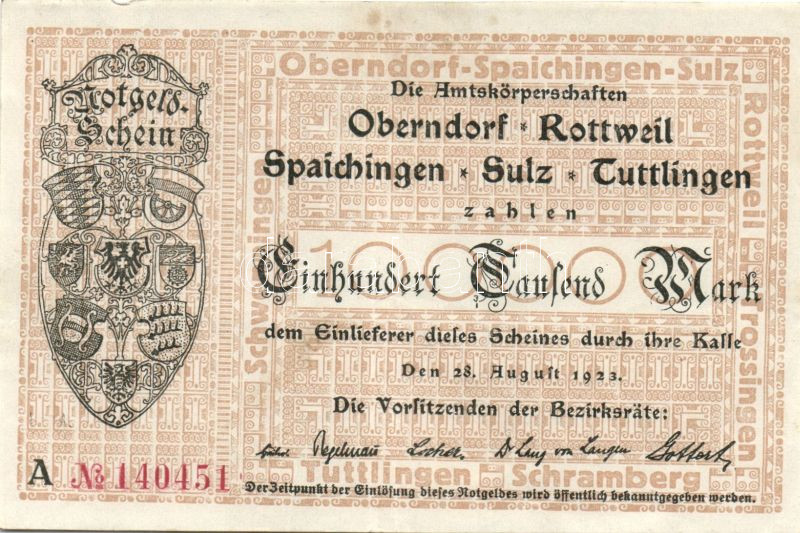 Notgeld-
Schein
Oberndorf-Spaichingen-Sulz
Die Amtskörperschaften
Oberndorf * Rottweil
Spaichingen * Sulz * Tuttlingen
zahlen
100000
Einhundert Tausend Mark
dem Einlieferer dieses Scheines durch ihre Kasse
Den 28. August 1923.
Die Vorsitzenden der Bezirksräte:
Rottweil
Trossingen
Schwenningen
Tuttlingen Schramberg
A № 140451
Der Zeitpunkt der Einlösung dieses Notgeldes wird öffentlich bekanntgegeben werden.